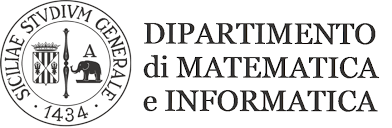 SICILIAE STVDIVM GENERALE
· 1434 ·
A
DIPARTIMENTO
di MATEMATICA
e INFORMATICA